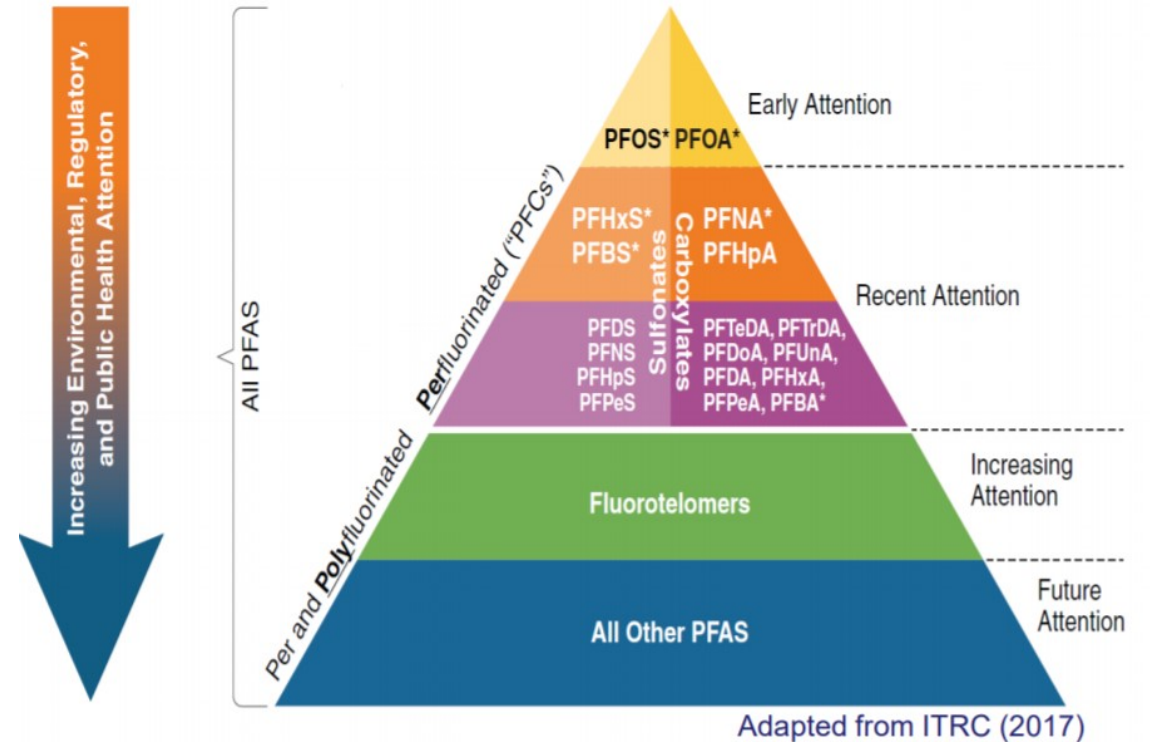 Increasing Environmental, Regulatory,
and Public Health Attention
All PFAS
Per and Polyfluorinated
Perfluorinated ("PFCs")
PFOS* PFOA*
Early Attention
PFHxS*
PFBS*
Sulfonates
Carboxylates
PFNA*
PFHpA
Recent Attention
PFDS
PFNS
PFHpS
PFPeS
PFTeDA, PFTrDA,
PFDoA, PFUnA,
PFDA, PFHxA,
PFPeA, PFBA*
Fluorotelomers
Increasing
Attention
All Other PFAS
Future
Attention
Adapted from ITRC (2017)